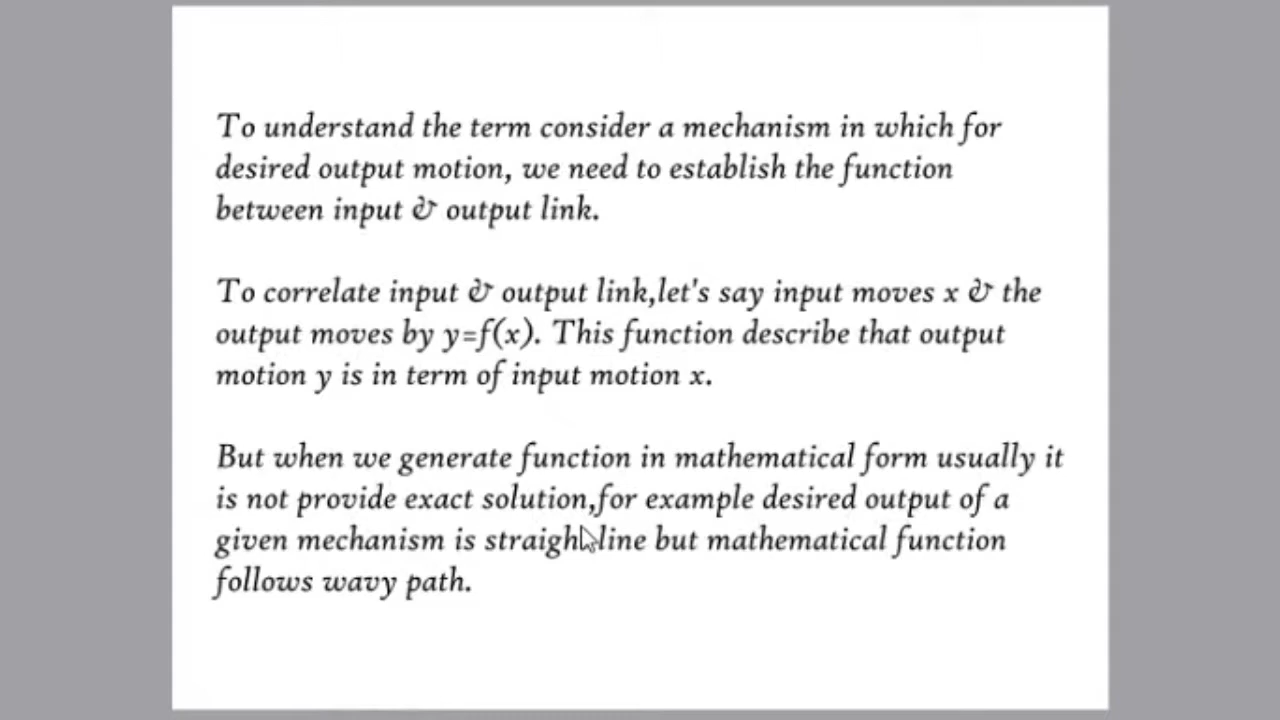 To understand the term consider a mechanism in which for
desired output motion, we need to establish the function
between input & output link.
To correlate input & output link,let's say input moves x & the
output moves by y=f(x). This function describe that output
motion y is in term of input motion x.
But when we generate function in mathematical form usually it
is not provide exact solution,for example desired output of a
given mechanism is straight line but mathematical function
follows wavy path.